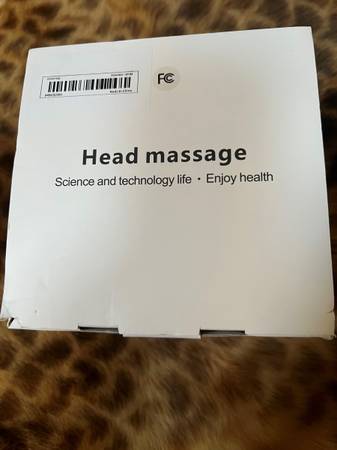 FC
Head massage
Science and technology life · Enjoy health